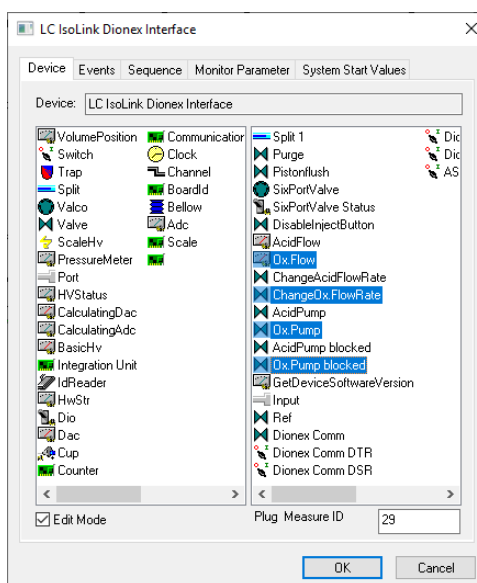 LC IsoLink Dionex Interface
Device Events Sequence Monitor Parameter System Start Values
Device: LC IsoLink Dionex Interface
VolumePosition
Switch
Trap
Split
Valco
Valve
ScaleHv
PressureMeter
Port
HVStatus
CalculatingDac
CalculatingAdc
BasicHv
Integration Unit
IdReader
HwStr
Dio
Dac
Cup
Counter
Communication
Clock
Channel
BoardId
Bellow
Adc
Scale
Split 1
Purge
Pistonflush
SixPortValve
SixPortValve Status
DisableInjectButton
AcidFlow
Ox.Flow
ChangeAcidFlowRate
ChangeOx.FlowRate
AcidPump
Ox.Pump
AcidPump blocked
Ox.Pump blocked
GetDeviceSoftwareVersion
Input
Ref
Dionex Comm
Dionex Comm DTR
Dionex Comm DSR
Dic
Dic
AS
Edit Mode
Plug Measure ID 29
OK Cancel